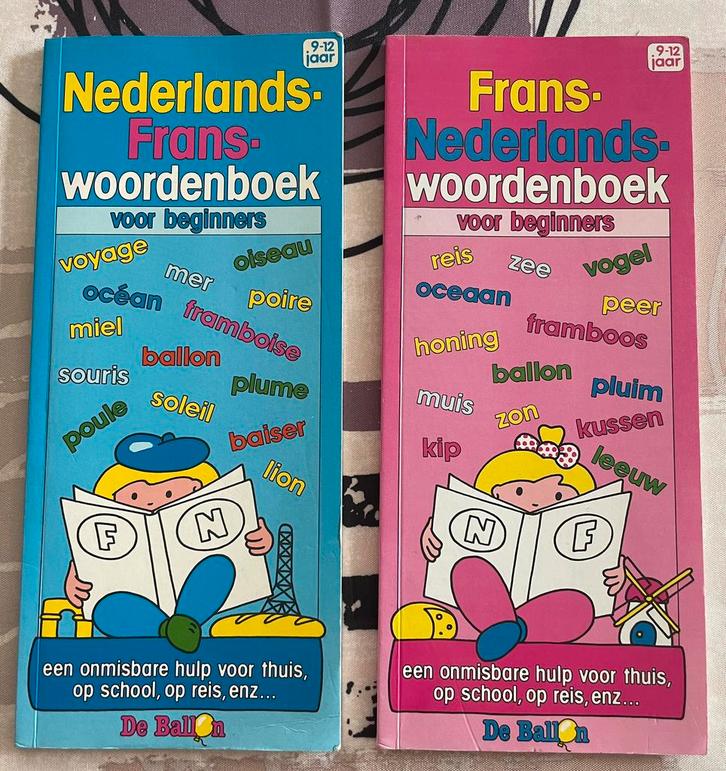 9-12
jaar
Nederlands-
Frans-
woordenboek
voor beginners
voyage
mer
oiseau
océan
poire
miel
framboise
ballon
souris
plume
soleil
poule
baiser
lion
F
N
een onmisbare hulp voor thuis,
op school, op reis, enz...
De Ballon
9-12
jaar
Frans-
Nederlands-
woordenboek
voor beginners
reis
zee
vogel
oceaan
peer
honing
framboos
ballon
muis
pluim
zon
kussen
kip
leeuw
N
F
een onmisbare hulp voor thuis,
op school, op reis, enz...
De Ballon